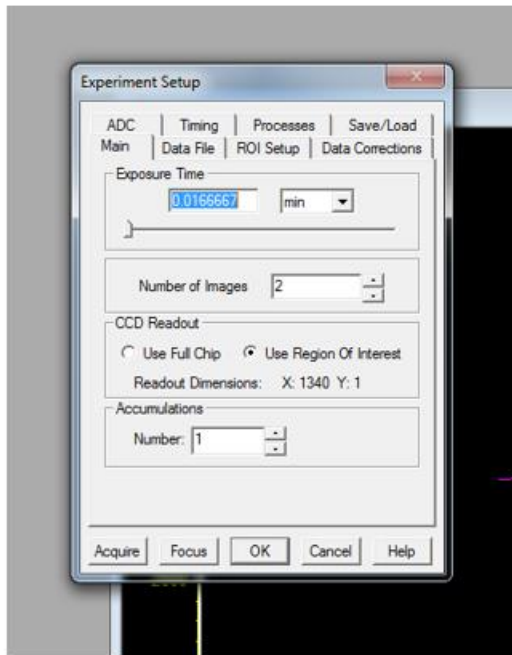 Experiment Setup
ADC Timing Processes Save/Load
Main Data File ROI Setup Data Corrections
Exposure Time
0.0166667 min
Number of Images 2
CCD Readout
Use Full Chip Use Region Of Interest
Readout Dimensions: X: 1340 Y: 1
Accumulations
Number: 1
Acquire Focus OK Cancel Help